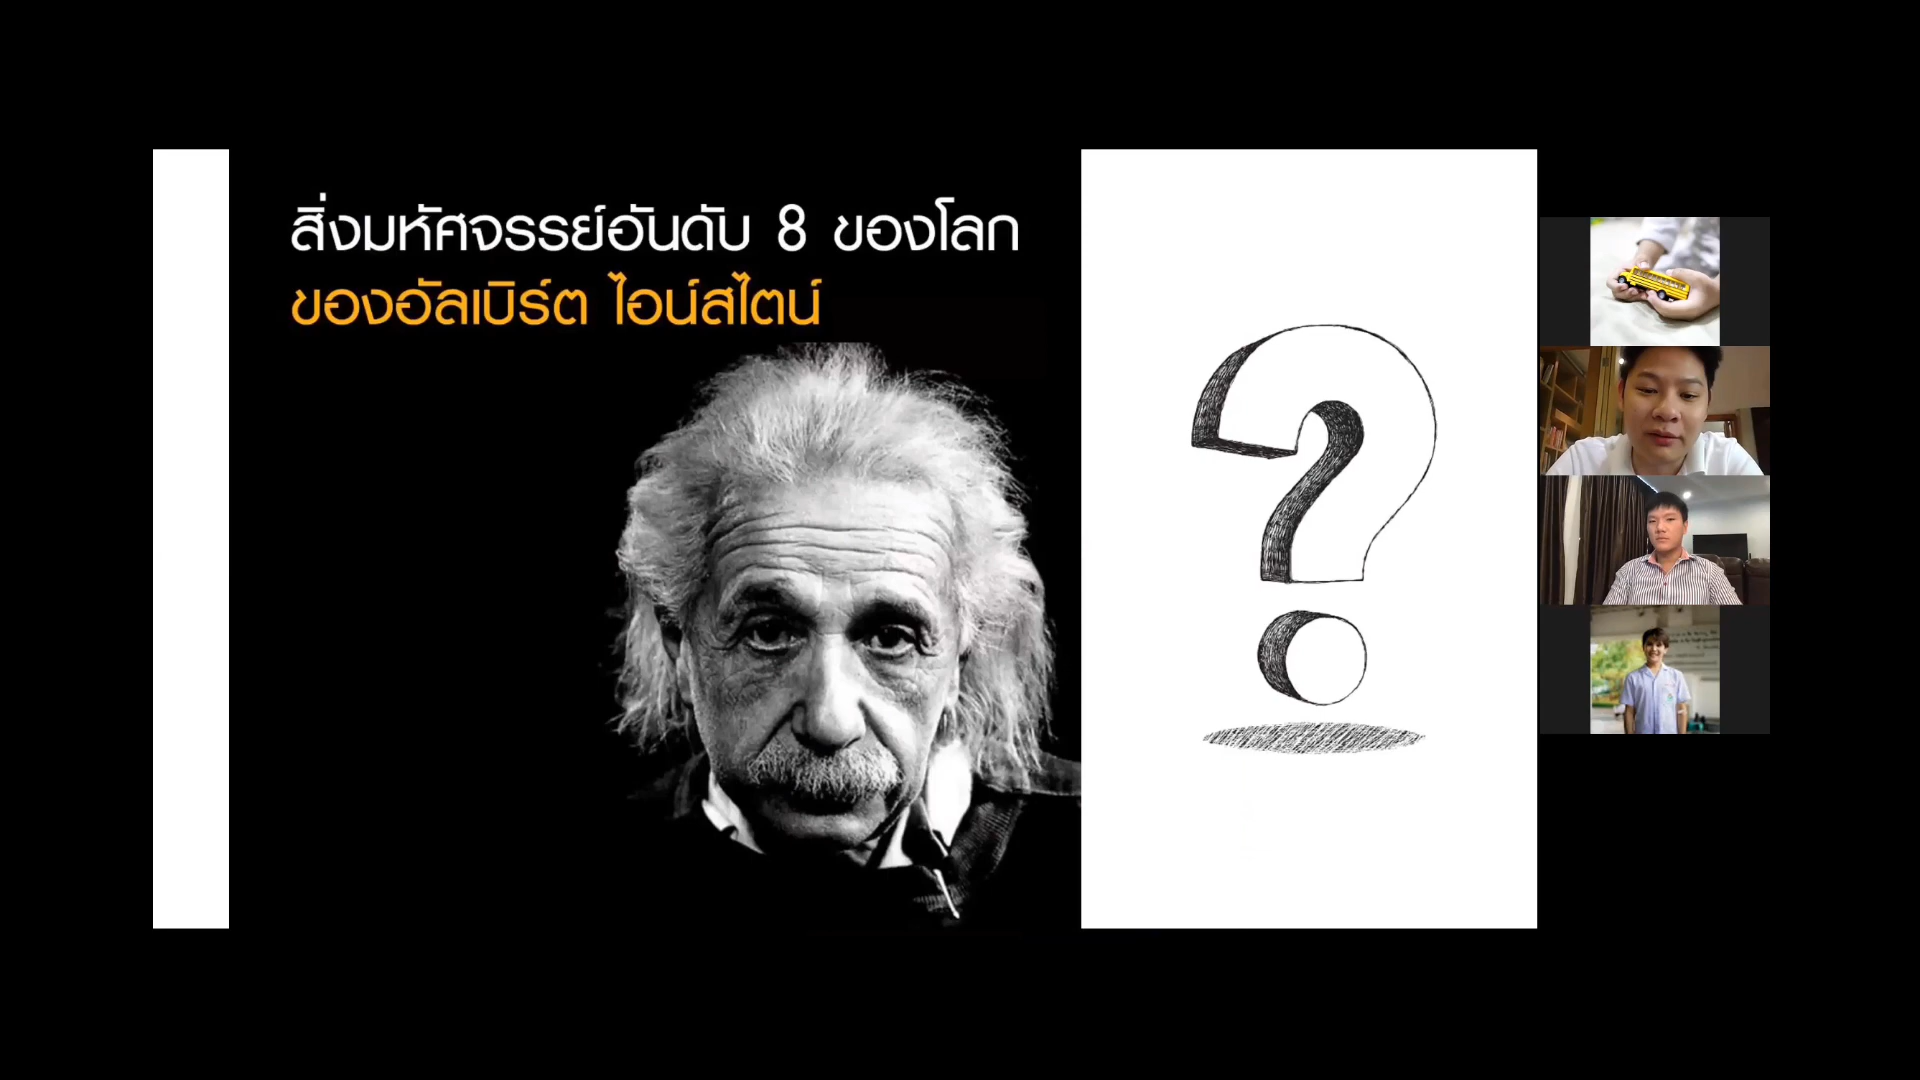 สิ่งมหัศจรรย์อันดับ 8 ของโลก
ของอัลเบิร์ต ไอน์สไตน์